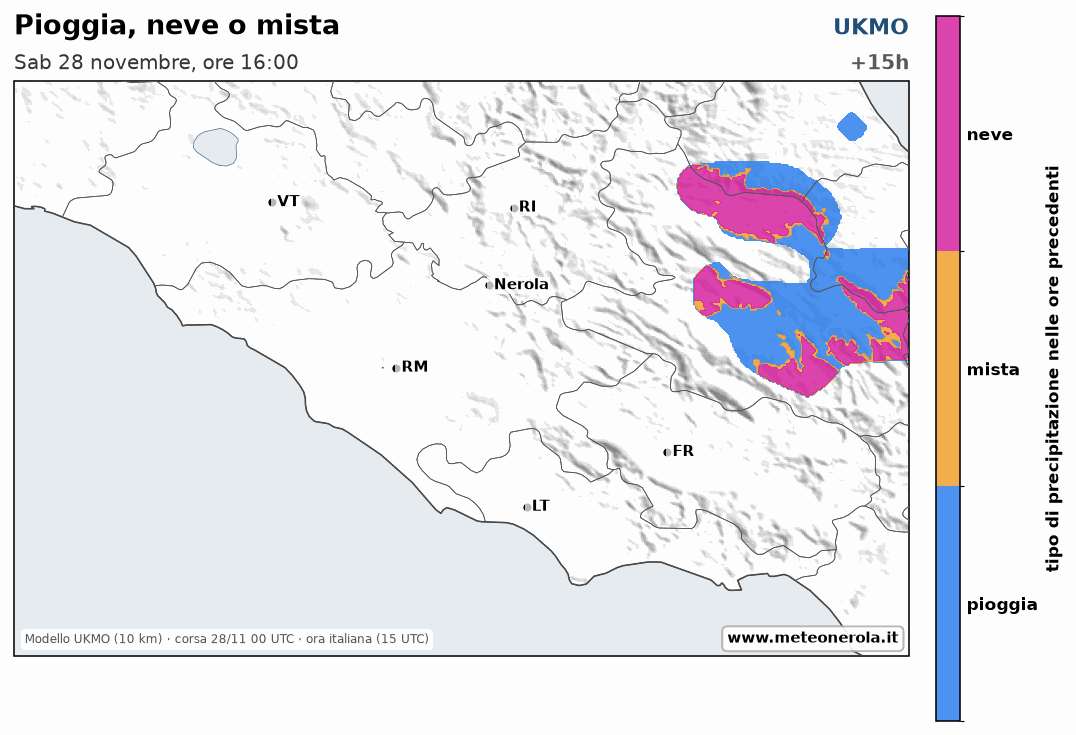 Pioggia, neve o mista
UKMO
Sab 28 novembre, ore 16:00
+15h
neve
VT
RI
Nerola
mista
RM
tipo di precipitazione nelle ore precedenti
FR
LT
pioggia
Modello UKMO (10 km) · corsa 28/11 00 UTC · ora italiana (15 UTC)
www.meteonerola.it